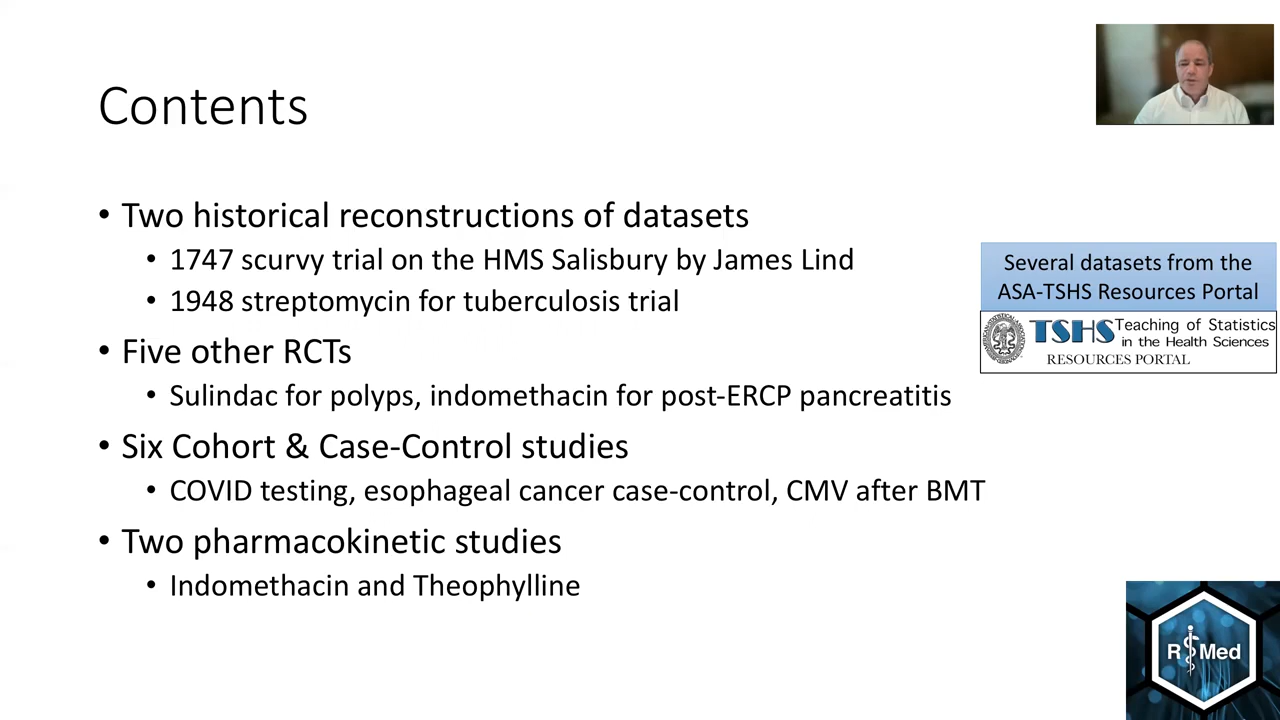 Contents
• Two historical reconstructions of datasets
• 1747 scurvy trial on the HMS Salisbury by James Lind
• 1948 streptomycin for tuberculosis trial
• Five other RCTs
• Sulindac for polyps, indomethacin for post-ERCP pancreatitis
• Six Cohort & Case-Control studies
• COVID testing, esophageal cancer case-control, CMV after BMT
• Two pharmacokinetic studies
• Indomethacin and Theophylline
Several datasets from the
ASA-TSHS Resources Portal
TSHS Teaching of Statistics
in the Health Sciences
RESOURCES PORTAL
R Med